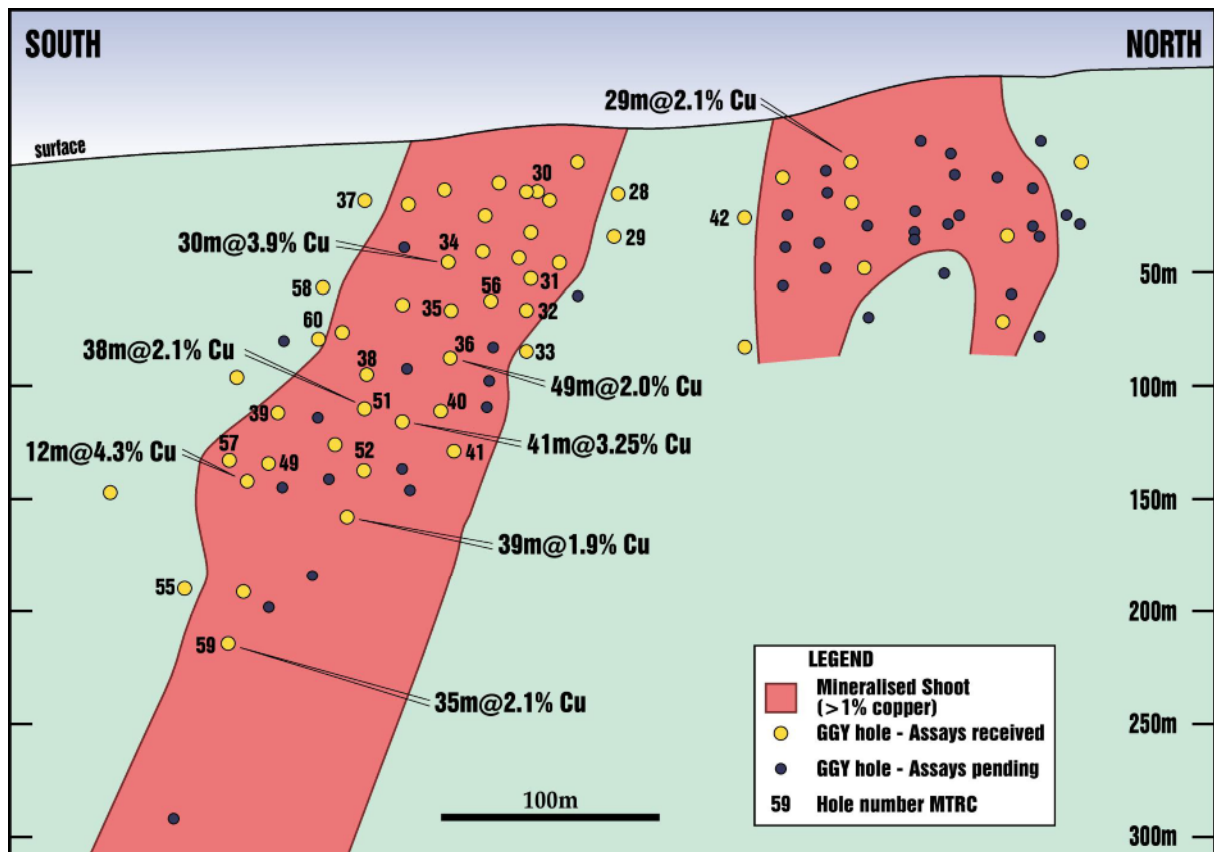 SOUTH
NORTH
29m@2.1% Cu
surface
30
37
28
42
29
30m@3.9% Cu
34
50m
31
58
56
35
32
60
36
33
38m@2.1% Cu
38
49m@2.0% Cu
100m
51
40
39
41m@3.25% Cu
57
12m@4.3% Cu
49
52
41
150m
39m@1.9% Cu
55
200m
59
35m@2.1% Cu
LEGEND
Mineralised Shoot
(>1% copper)
GGY hole - Assays received
GGY hole - Assays pending
59 Hole number MTRC
250m
100m
300m